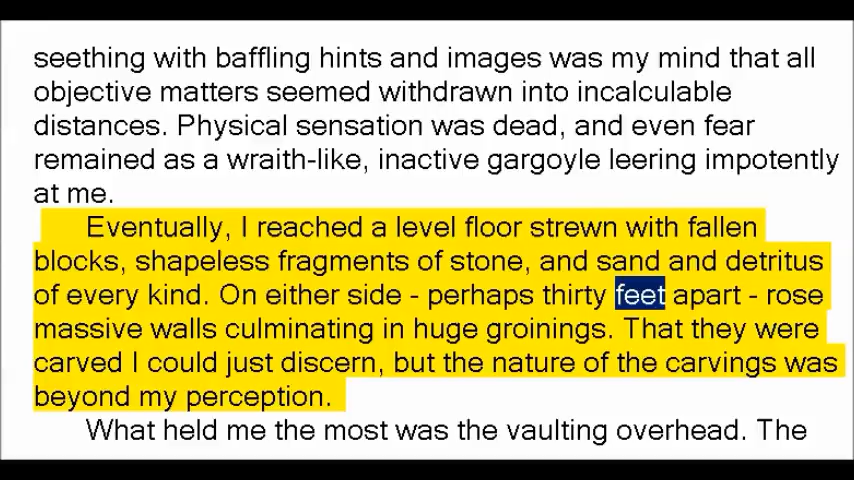 seething with baffling hints and images was my mind that all
objective matters seemed withdrawn into incalculable
distances. Physical sensation was dead, and even fear
remained as a wraith-like, inactive gargoyle leering impotently
at me.
Eventually, I reached a level floor strewn with fallen
blocks, shapeless fragments of stone, and sand and detritus
of every kind. On either side - perhaps thirty feet apart - rose
massive walls culminating in huge groinings. That they were
carved I could just discern, but the nature of the carvings was
beyond my perception.
What held me the most was the vaulting overhead. The